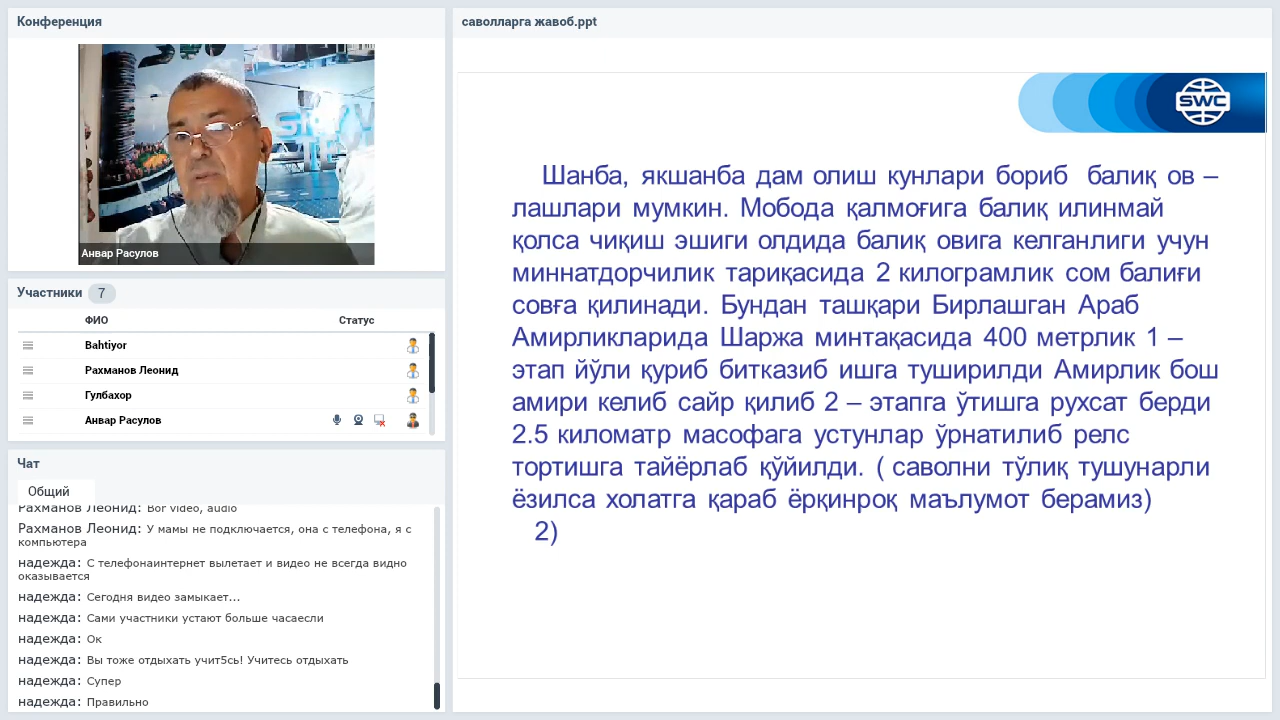 Конференция
Анвар Расулов
Участники 7
ФИО Статус
Bahtiyor
Рахманов Леонид
Гулбахор
Анвар Расулов
Чат
Общий
Рахманов Леонид: Bor video, audio
Рахманов Леонид: У мамы не подключается, она с телефона, я с
компьютера
надежда: С телефонаинтернет вылетает и видео не всегда видно
оказывается
надежда: Сегодня видео замыкает...
надежда: Сами участники устают больше часаесли
надежда: Ок
надежда: Вы тоже отдыхать учит5сь! Учитесь отдыхать
надежда: Супер
надежда: Правильно
саволларга жавоб.ppt
SWC
Шанба, якшанба дам олиш кунлари бориб балиқ ов –
лашлари мумкин. Мобода қалмоғига балиқ илинмай
қолса чиқиш эшиги олдида балиқ овига келганлиги учун
миннатдорчилик тариқасида 2 килограмлик сом балиғи
совға қилинади. Бундан ташқари Бирлашган Араб
Амирликларида Шаржа минтақасида 400 метрлик 1 –
этап йўли қуриб битказиб ишга туширилди Амирлик бош
амири келиб сайр қилиб 2 – этапга ўтишга рухсат берди
2.5 киломатр масофага устунлар ўрнатилиб релс
тортишга тайёрлаб қўйилди. ( саволни тўлиқ тушунарли
ёзилса холатга қараб ёрқинроқ маълумот берамиз)
2)